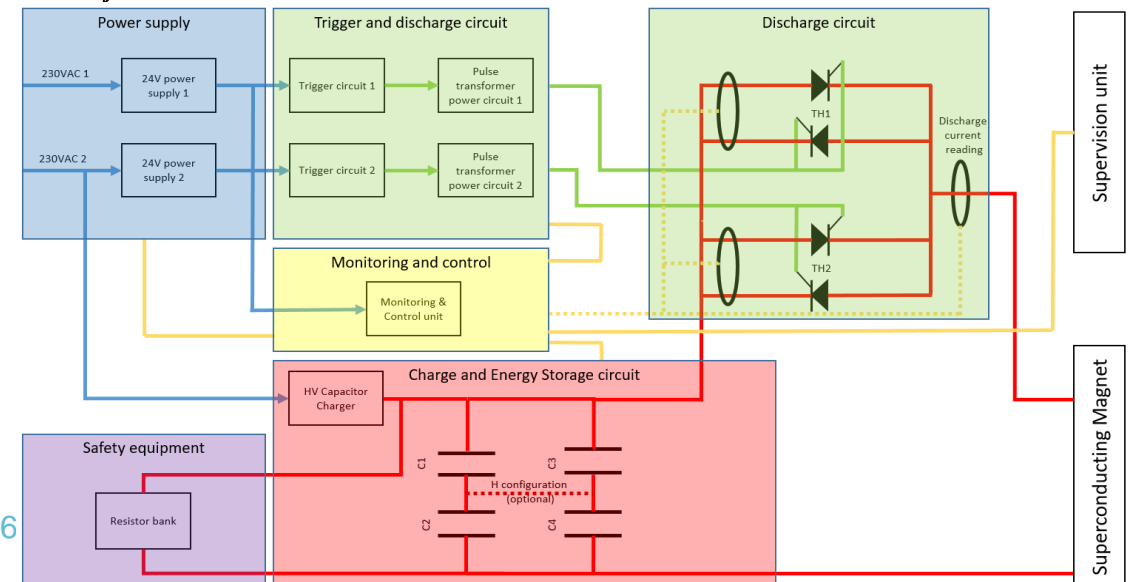 Power supply
Trigger and discharge circuit
Discharge circuit
Supervision unit
230VAC 1
24V power
supply 1
Trigger circuit 1
Pulse
transformer
power circuit 1
TH1
Discharge
current
reading
230VAC 2
24V power
supply 2
Trigger circuit 2
Pulse
transformer
power circuit 2
TH2
Monitoring and control
Monitoring &
Control unit
Charge and Energy Storage circuit
HV Capacitor
Charger
Superconducting Magnet
Safety equipment
C1
C3
H configuration
(optional)
Resistor bank
C2
C4
6